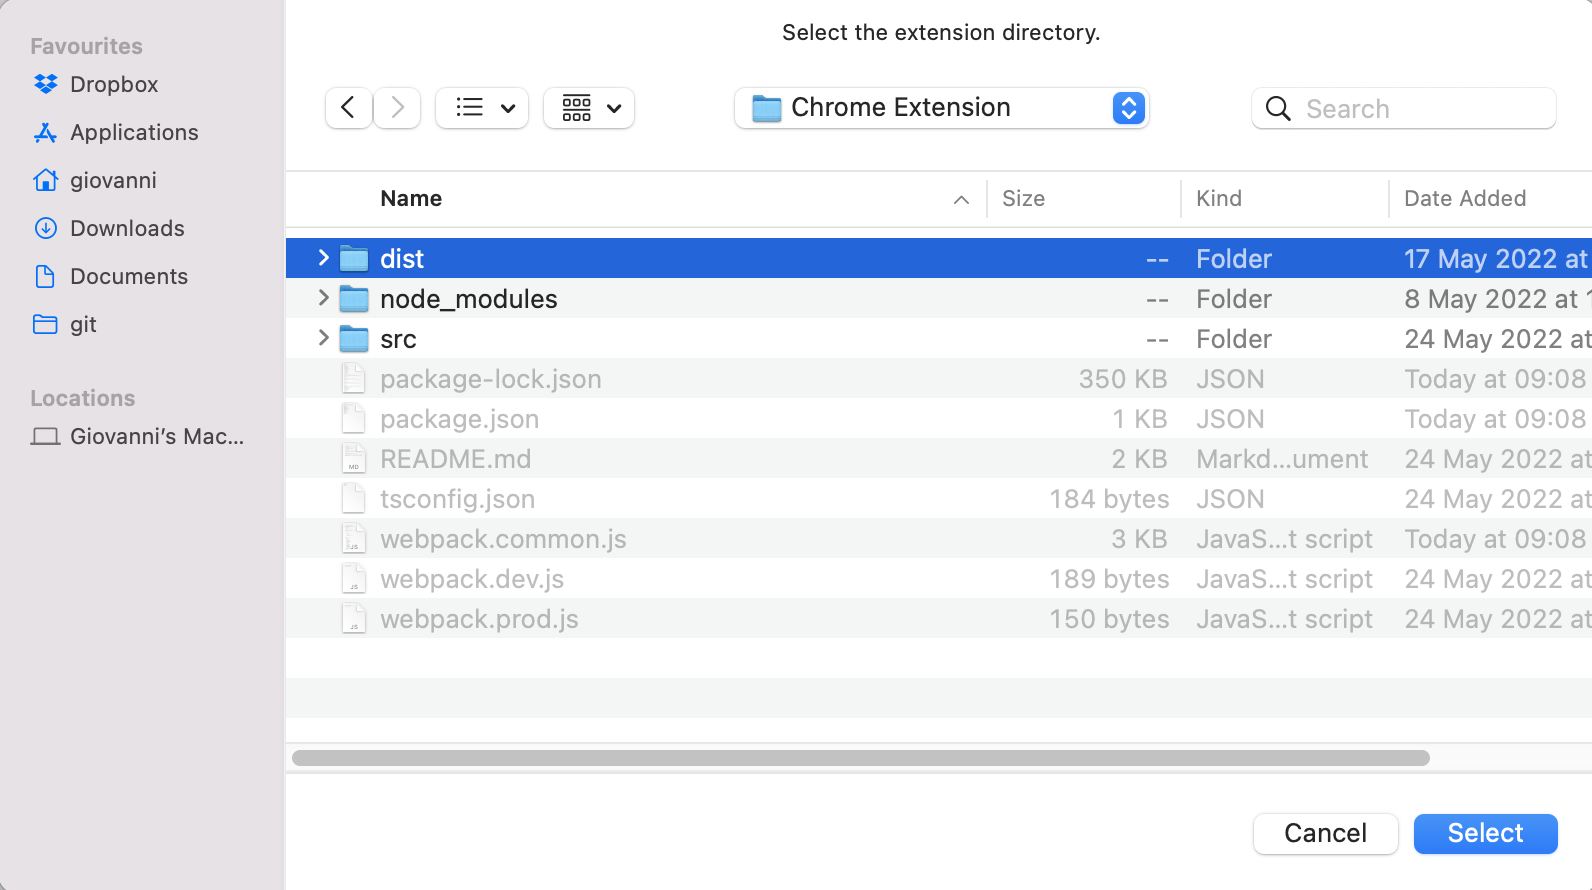 Select the extension directory.
Favourites
Dropbox
Applications
giovanni
Downloads
Documents
git
Locations
Giovanni’s Mac...
Chrome Extension
Search
Name Size Kind Date Added
dist -- Folder 17 May 2022 at
node_modules -- Folder 8 May 2022 at 1
src -- Folder 24 May 2022 at
package-lock.json 350 KB JSON Today at 09:08
package.json 1 KB JSON Today at 09:08
MD README.md 2 KB Markd...ument 24 May 2022 at
tsconfig.json 184 bytes JSON 24 May 2022 at
JS webpack.common.js 3 KB JavaS...t script Today at 09:08
JS webpack.dev.js 189 bytes JavaS...t script 24 May 2022 at
JS webpack.prod.js 150 bytes JavaS...t script 24 May 2022 at
Cancel Select